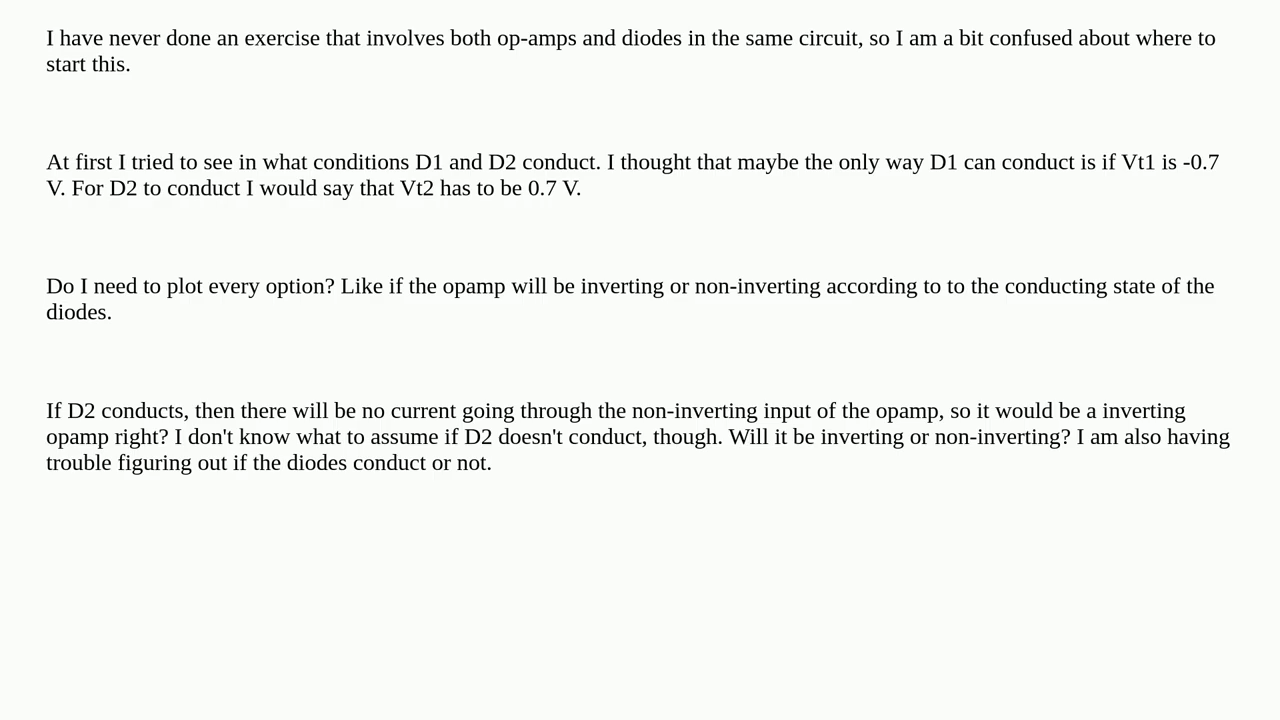 I have never done an exercise that involves both op-amps and diodes in the same circuit, so I am a bit confused about where to
start this.
At first I tried to see in what conditions D1 and D2 conduct. I thought that maybe the only way D1 can conduct is if Vt1 is -0.7
V. For D2 to conduct I would say that Vt2 has to be 0.7 V.
Do I need to plot every option? Like if the opamp will be inverting or non-inverting according to to the conducting state of the
diodes.
If D2 conducts, then there will be no current going through the non-inverting input of the opamp, so it would be a inverting
opamp right? I don't know what to assume if D2 doesn't conduct, though. Will it be inverting or non-inverting? I am also having
trouble figuring out if the diodes conduct or not.